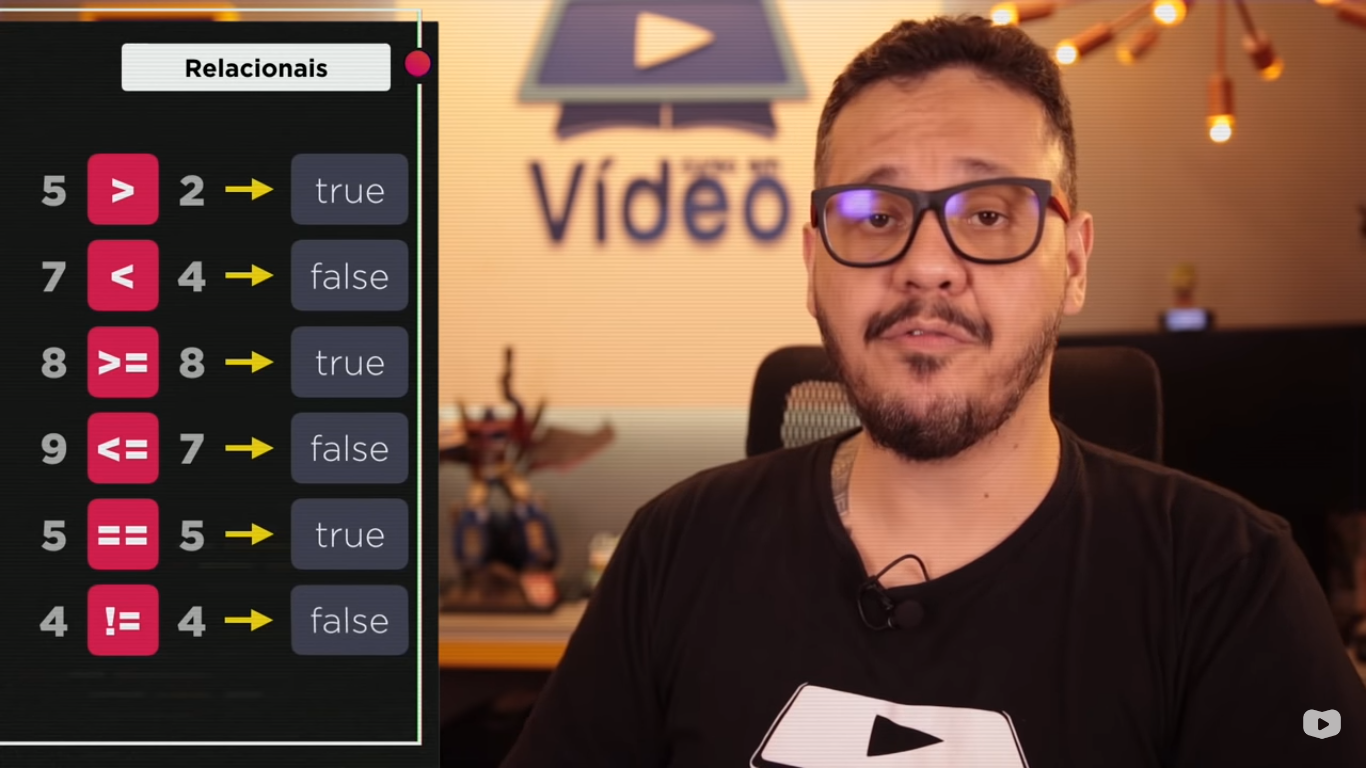 Relacionais
5 > 2 → true
7 < 4 → false
8 >= 8 → true
9 <= 7 → false
5 == 5 → true
4 != 4 → false
Vídeo